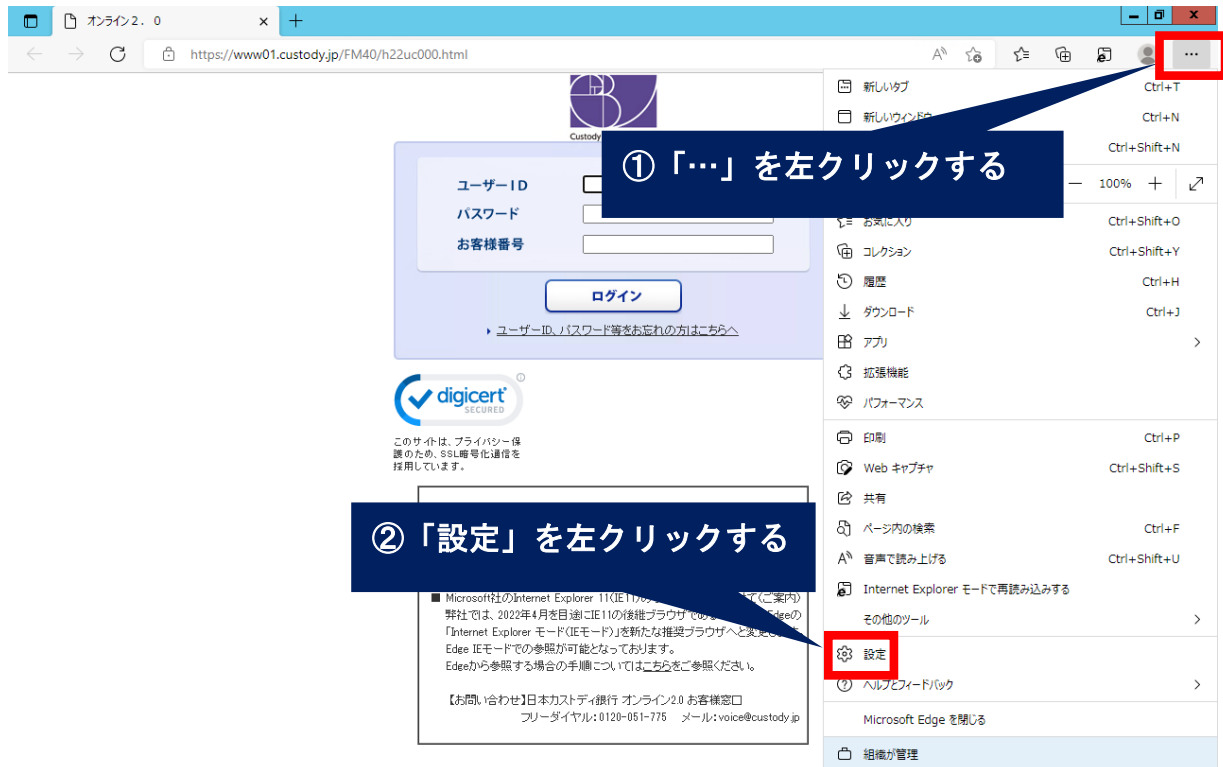 オンライン２．０
https://www01.custody.jp/FM40/h22uc000.html
Custody
ユーザーID
パスワード
お客様番号
ログイン
ユーザーID、パスワード等をお忘れの方はこちらへ
digicert
SECURED
このサイトは、プライバシー保
護のため、SSL暗号化通信を
採用しています。
①「…」を左クリックする
②「設定」を左クリックする
■ Microsoft社のInternet Explorer 11(IE11)の
て(ご案内)
弊社では、2022年4月を目途にIE11の後継ブラウザで
Edgeの
「Internet Explorer モード(IEモード)」を新たな推奨ブラウザへと変更
Edge IEモードでの参照が可能となっております。
Edgeから参照する場合の手順についてはこちらをご参照ください。
【お問い合わせ】日本カストディ銀行 オンライン2.0 お客様窓口
フリーダイヤル：0120-051-775 メール：voice@custody.jp
新しいタブ Ctrl+T
新しいウィンドウ Ctrl+N
Ctrl+Shift+N
— 100% +
お気に入り Ctrl+Shift+O
コレクション Ctrl+Shift+Y
履歴 Ctrl+H
ダウンロード Ctrl+J
アプリ
拡張機能
パフォーマンス
印刷 Ctrl+P
Web キャプチャ Ctrl+Shift+S
共有
ページ内の検索 Ctrl+F
音声で読み上げる Ctrl+Shift+U
Internet Explorer モードで再読み込みする
その他のツール
設定
ヘルプとフィードバック
Microsoft Edge を閉じる
組織が管理